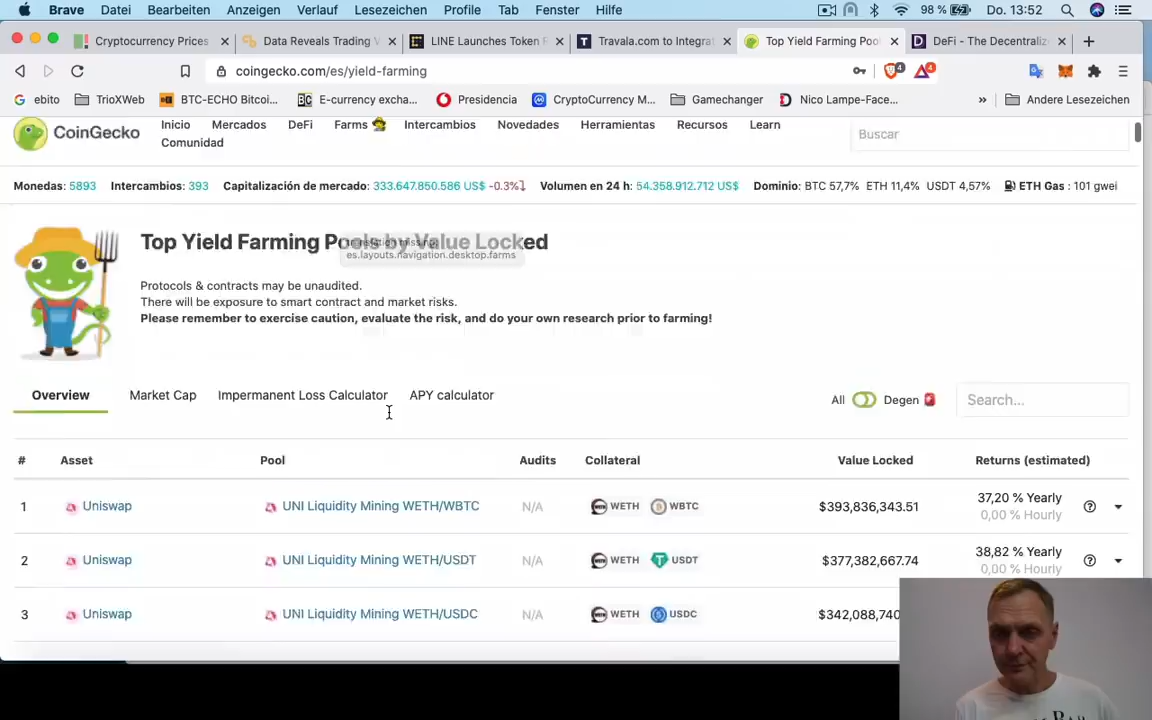 Brave Datei Bearbeiten Anzeigen Verlauf Lesezeichen Profile Tab Fenster Hilfe 98 % Do. 13:52
Cryptocurrency Prices Data Reveals Trading LINE Launches Token Travala.com to Integrat Top Yield Farming Poo DeFi - The Decentraliz
coingecko.com/es/yield-farming 4 4
ebito TrioXWeb BTC-ECHO Bitcoi... E-currency excha... Presidencia CryptoCurrency M... Gamechanger Nico Lampe-Face... » Andere Lesezeichen
CoinGecko Inicio Mercados DeFi Farms Intercambios Novedades Herramientas Recursos Learn Buscar
Comunidad
Monedas: 5893 Intercambios: 393 Capitalización de mercado: 333.647.850.586 US$ -0.3% Volumen en 24 h: 54.358.912.712 US$ Dominio: BTC 57,7% ETH 11,4% USDT 4,57% ETH Gas : 101 gwei
Top Yield Farming Pools by Value Locked
es.layouts.navigation.desktop.farms
Protocols & contracts may be unaudited.
There will be exposure to smart contract and market risks.
Please remember to exercise caution, evaluate the risk, and do your own research prior to farming!
Overview Market Cap Impermanent Loss Calculator APY calculator All Degen Search...
# Asset Pool Audits Collateral Value Locked Returns (estimated)
1 Uniswap UNI Liquidity Mining WETH/WBTC N/A WETH WBTC $393,836,343.51 37,20 % Yearly
0,00 % Hourly
2 Uniswap UNI Liquidity Mining WETH/USDT N/A WETH USDT $377,382,667.74 38,82 % Yearly
0,00 % Hourly
3 Uniswap UNI Liquidity Mining WETH/USDC N/A WETH USDC $342,088,740